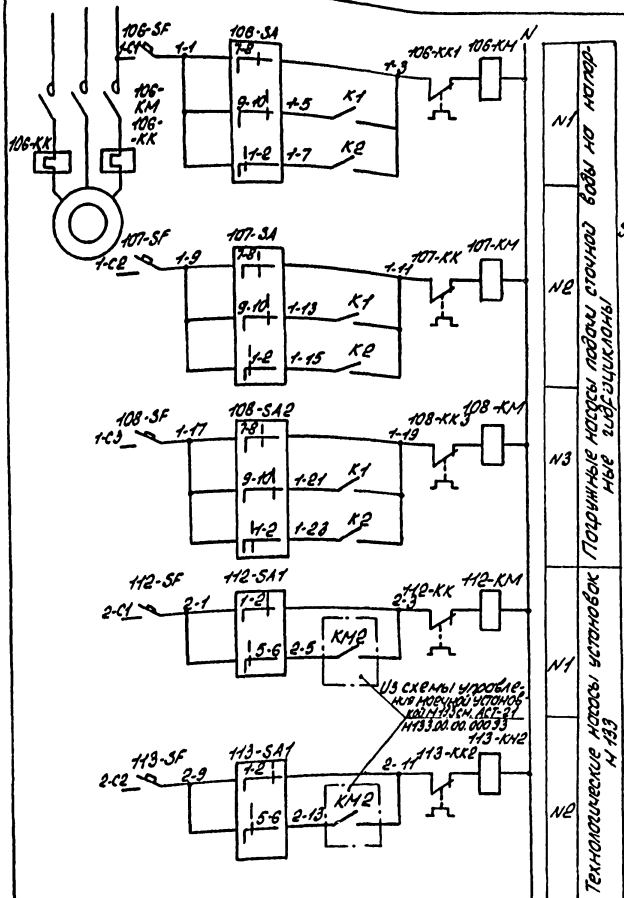 106-SF
1-C1
1-1
106-SA
7-8
9-10
1-2
1-3
1-5
K1
1-7
K2
106-KK1
106-KM
N
106-KM
106-KK
106-KK
N1
107-SF
1-C2
1-9
107-SA
7-8
9-10
1-2
1-11
1-13
K1
1-15
K2
107-KK
107-KM
N2
108-SF
1-C3
1-17
108-SA2
7-8
9-10
1-2
1-19
1-21
K1
1-23
K2
108-KK3
108-KM
N3
Погружные насосы подачи сточной воды на напор-
ные гидроциклоны
112-SF
2-C1
2-1
112-SA1
1-2
5-6
2-3
2-5
KM2
112-KK
112-KM
N1
Из схемы управле-
ния моечной установ
кой М133 см. АСТ-21
М133.00.00.000 ЭЗ
113-SF
2-C2
2-9
113-SA1
1-2
5-6
2-11
2-13
KM2
113-KK2
113-KM2
N2
Технологические насосы установок
М 133